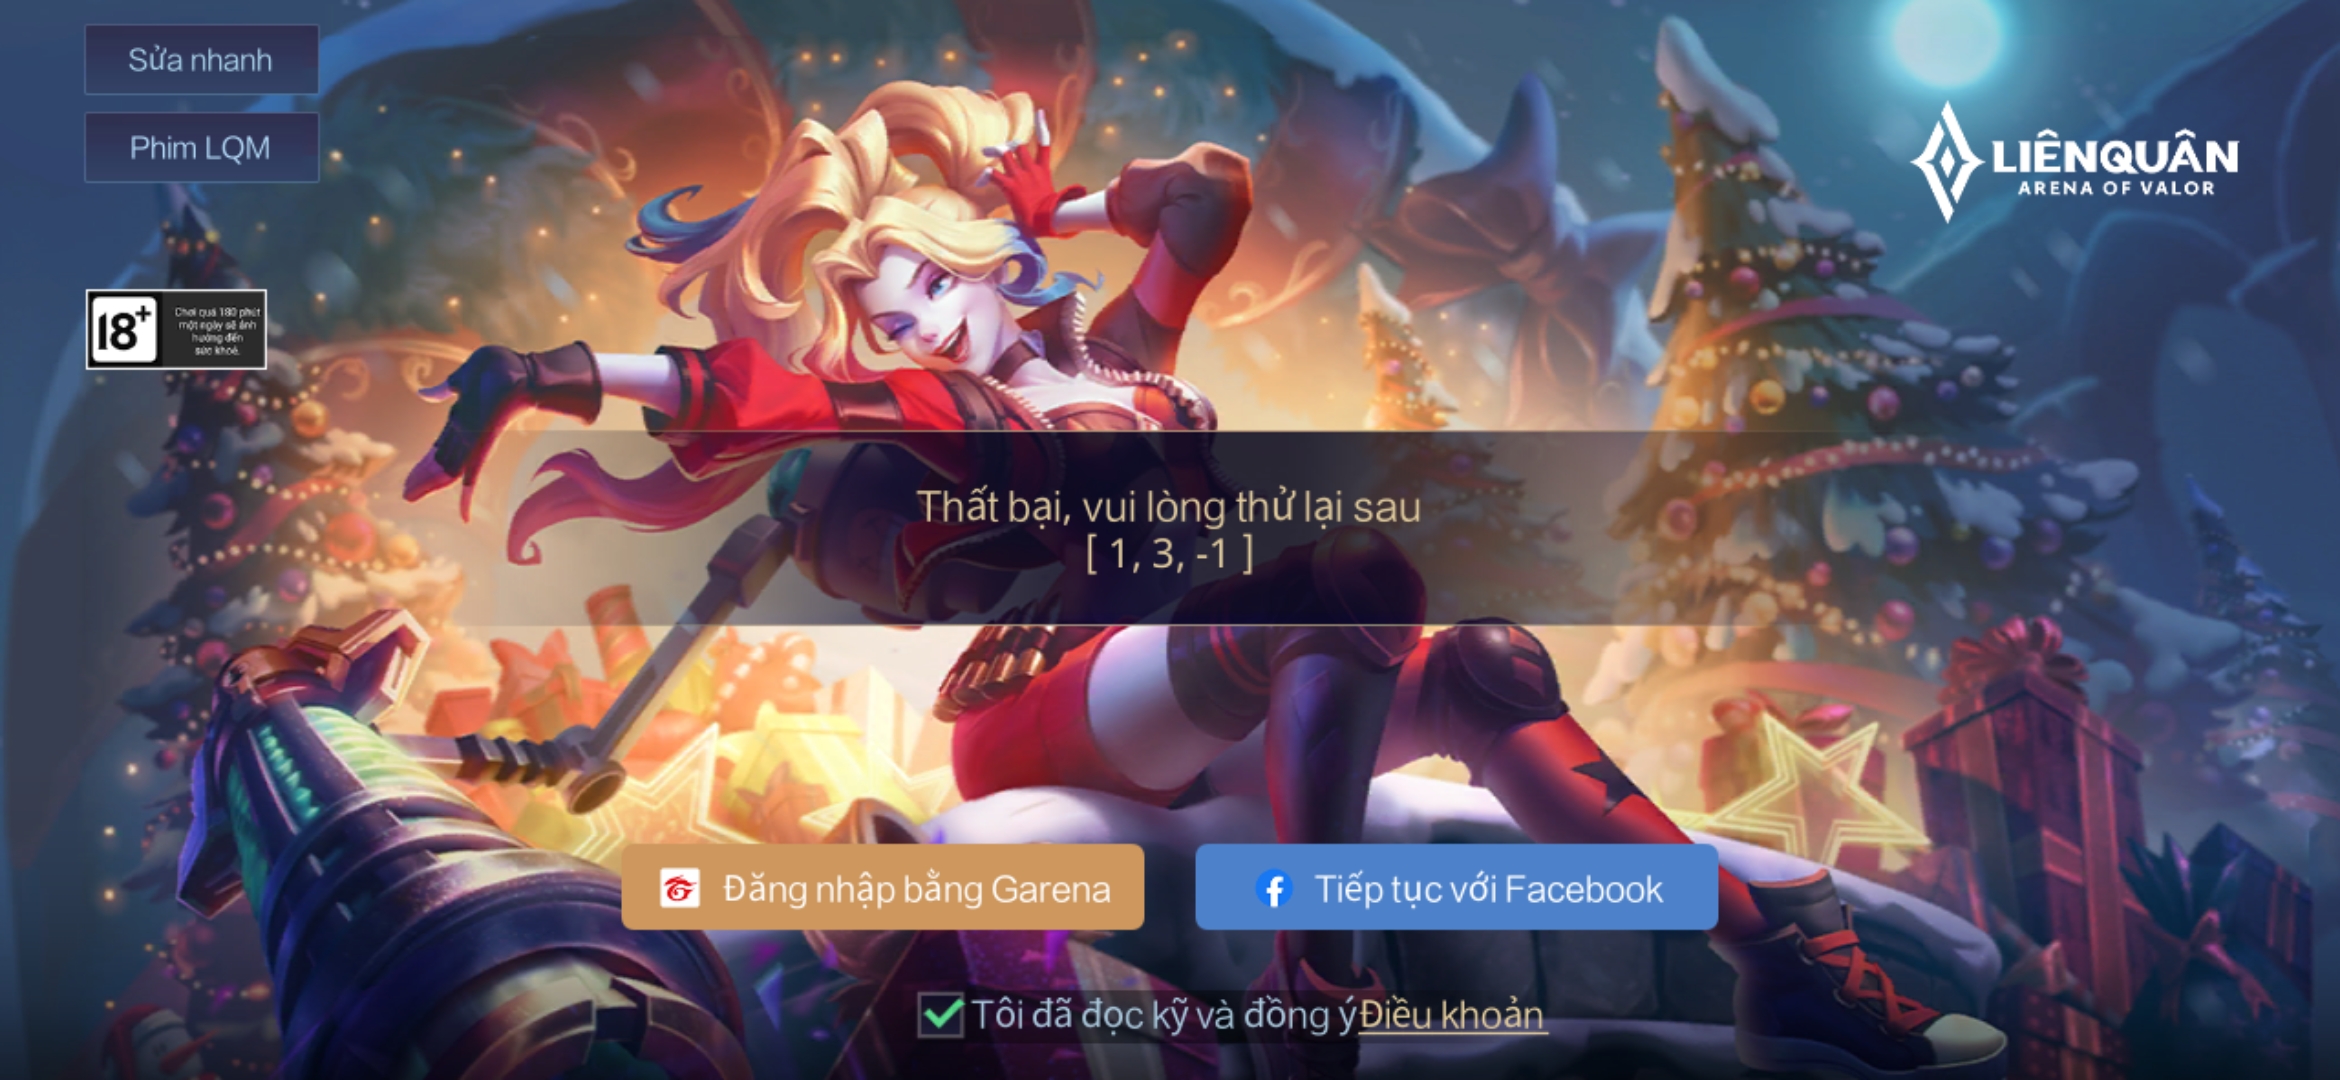 Sửa nhanh
Phim LQM
LIÊNQUÂN
ARENA OF VALOR
18+
Chơi quá 180 phút
một ngày sẽ ảnh
hưởng đến
sức khoẻ.
Thất bại, vui lòng thử lại sau
[ 1, 3, -1 ]
Đăng nhập bằng Garena
Tiếp tục với Facebook
Tôi đã đọc kỹ và đồng ýĐiều khoản